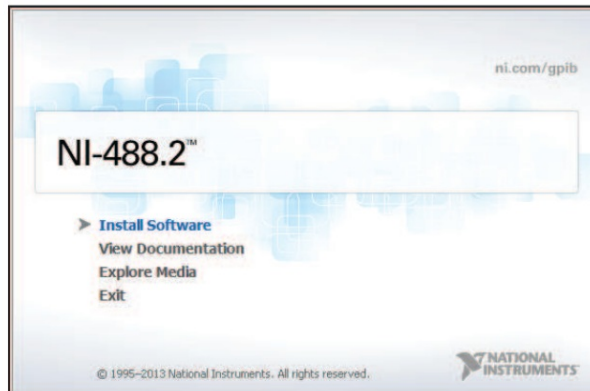 ni.com/gpib
NI-488.2™
Install Software
View Documentation
Explore Media
Exit
© 1995–2013 National Instruments. All rights reserved.
NATIONAL
INSTRUMENTS